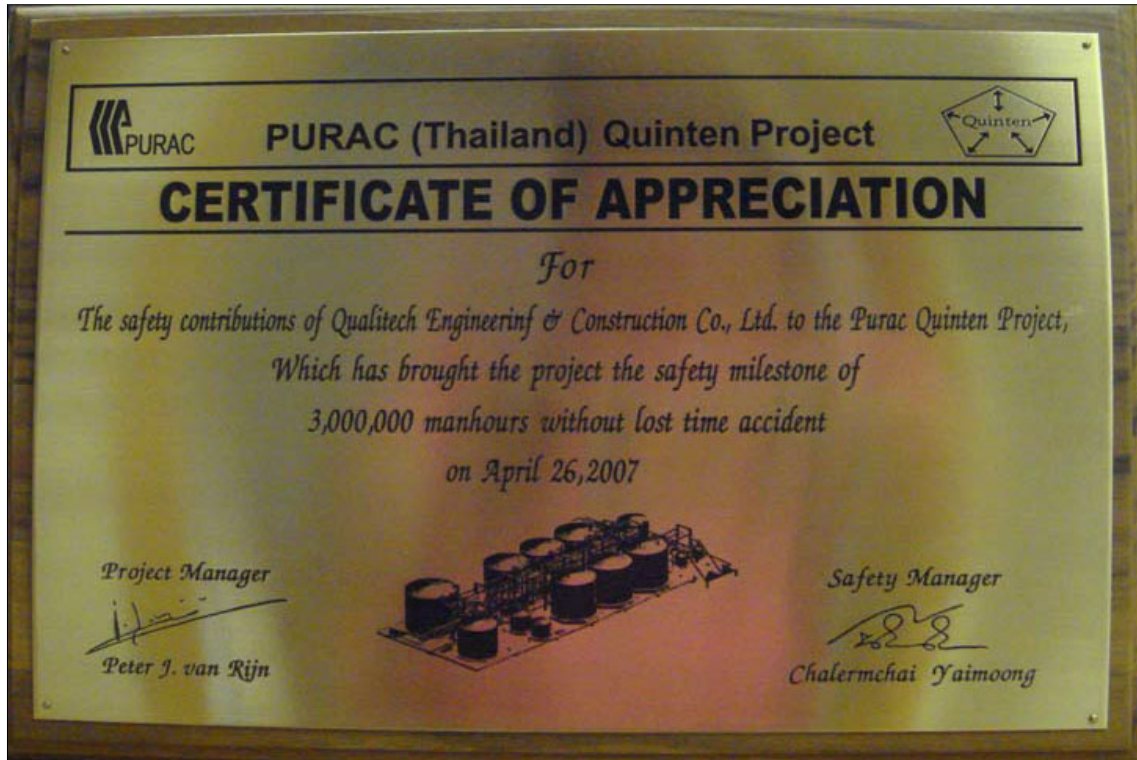 PURAC
PURAC (Thailand) Quinten Project
Quinten
CERTIFICATE OF APPRECIATION
For
The safety contributions of Qualitech Engineerinf & Construction Co., Ltd. to the Purac Quinten Project,
Which has brought the project the safety milestone of
3,000,000 manhours without lost time accident
on April 26,2007
Project Manager
Peter J. van Rijn
Safety Manager
Chalermchai Yaimoong